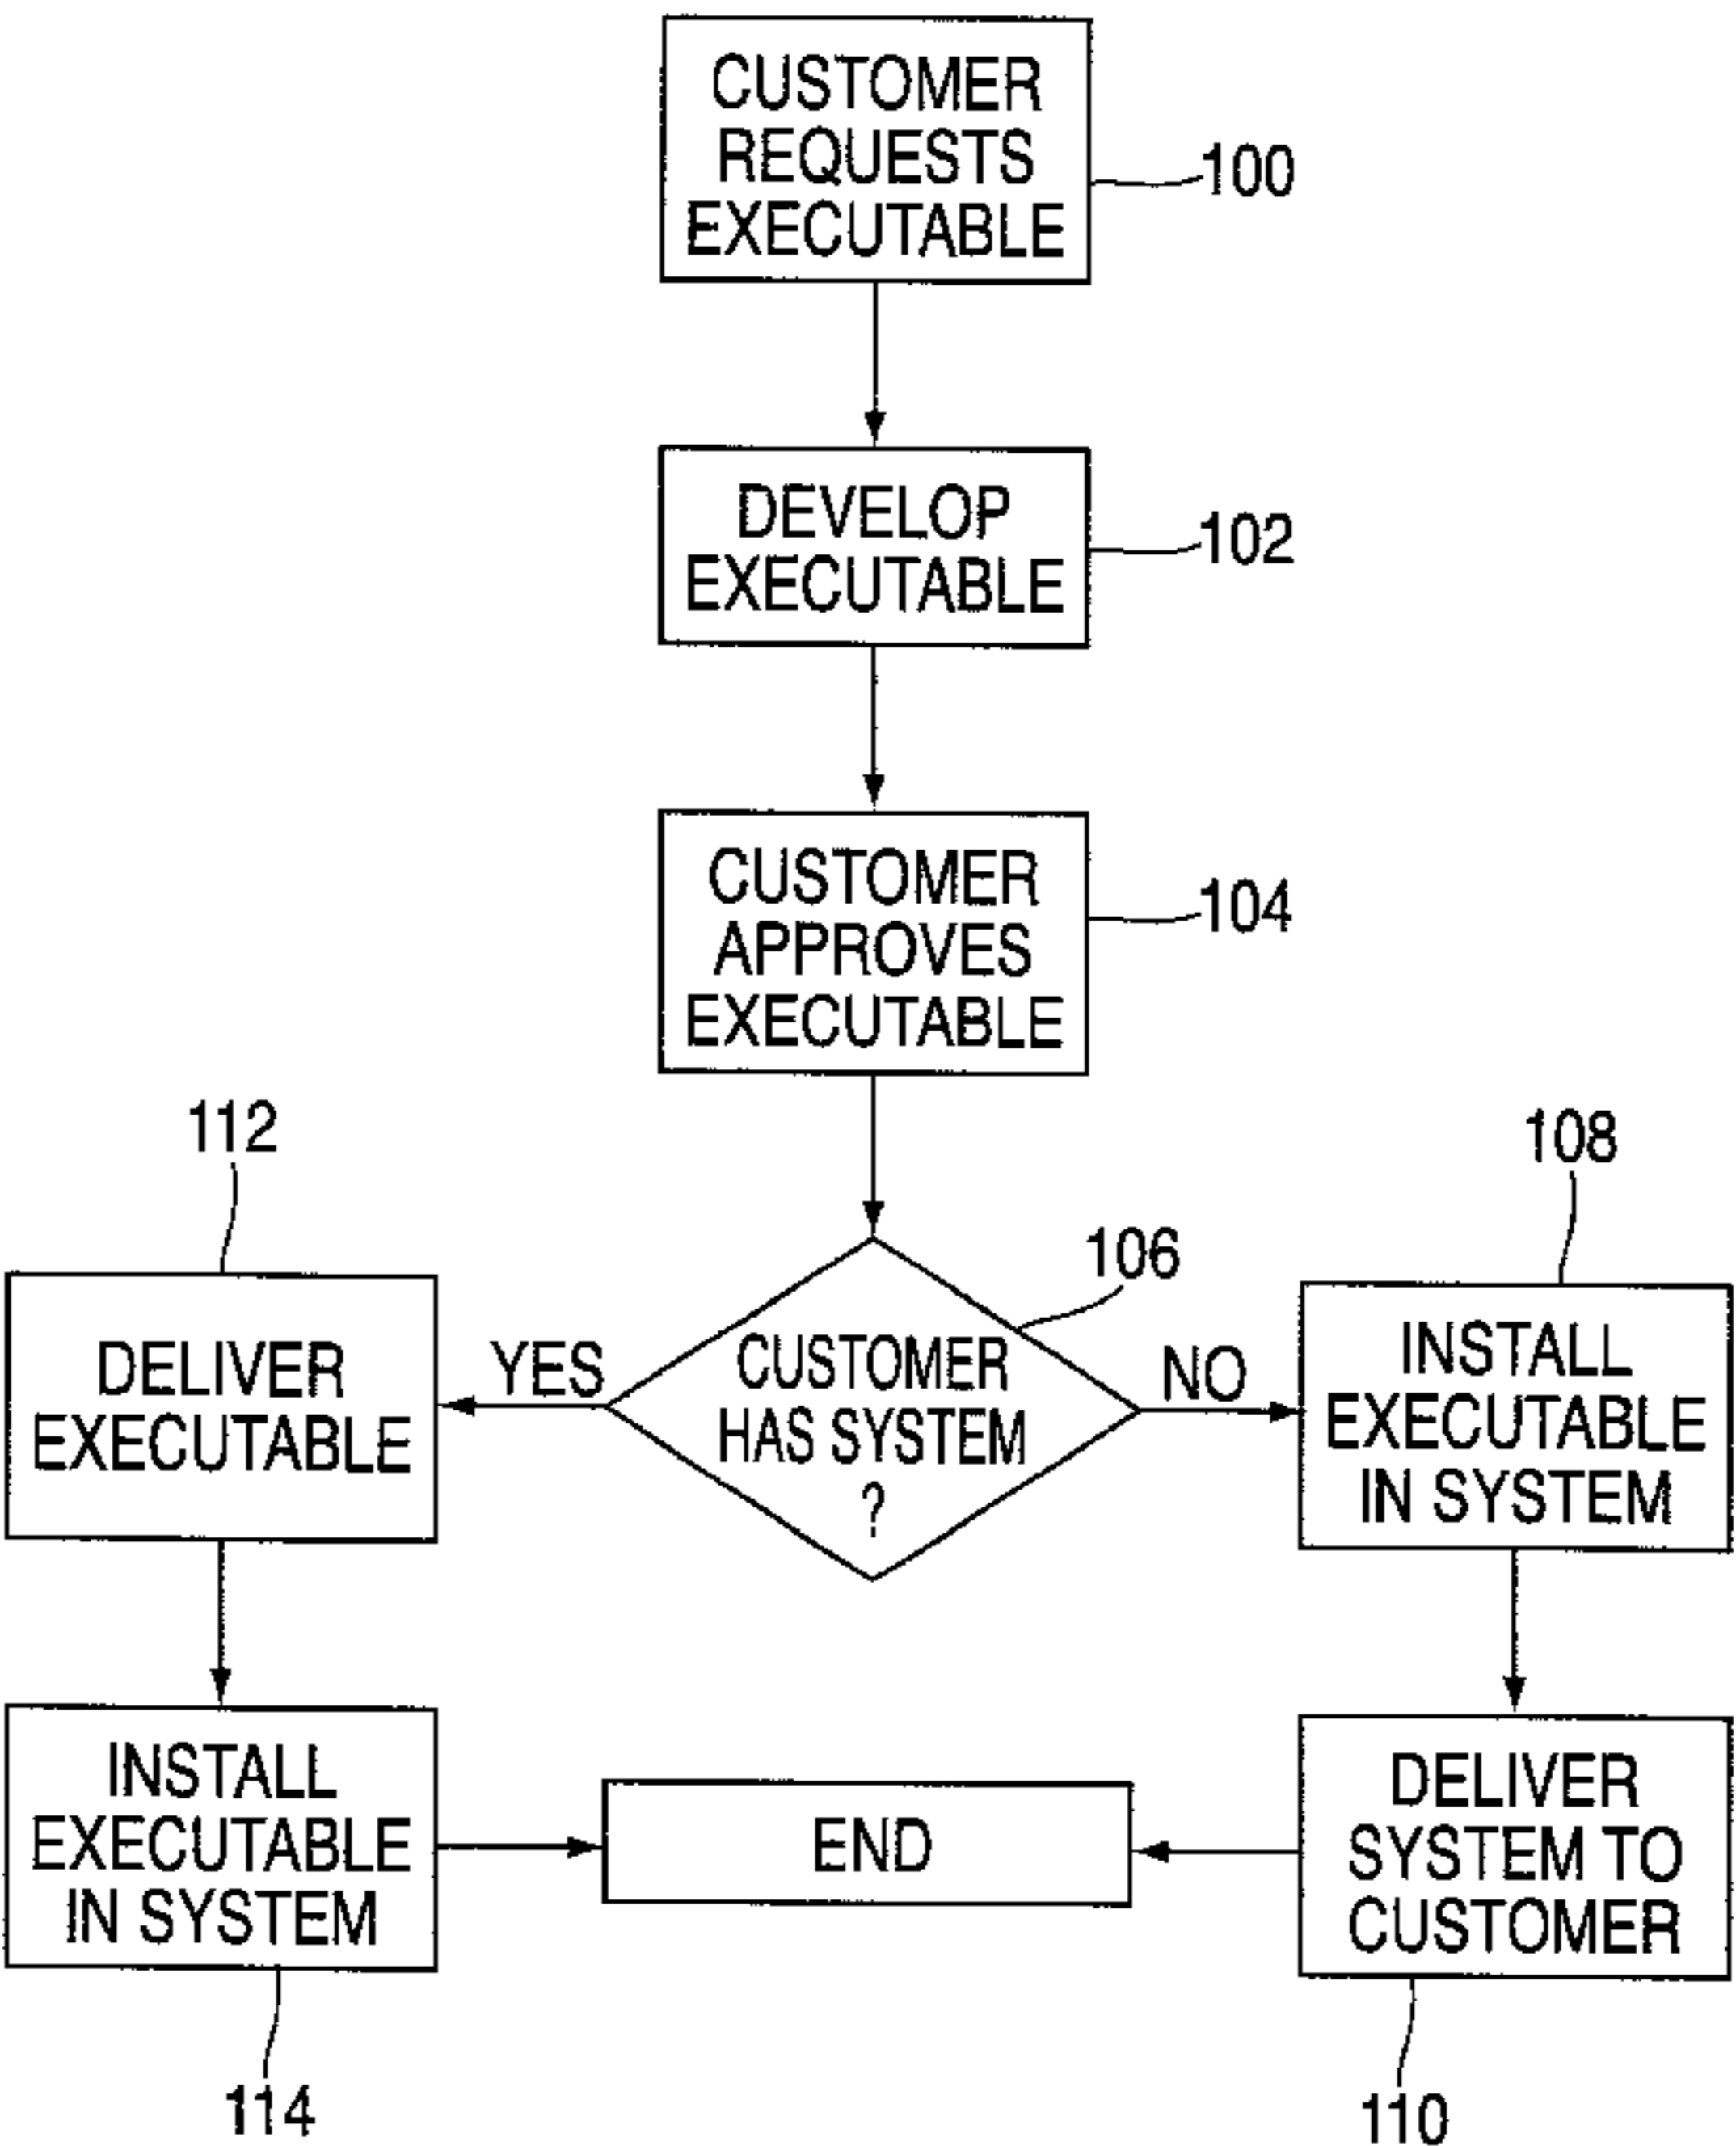 CUSTOMER
REQUESTS
EXECUTABLE
100
DEVELOP
EXECUTABLE
102
CUSTOMER
APPROVES
EXECUTABLE
104
112
108
106
DELIVER
EXECUTABLE
YES
CUSTOMER
HAS SYSTEM
?
NO
INSTALL
EXECUTABLE
IN SYSTEM
INSTALL
EXECUTABLE
IN SYSTEM
END
DELIVER
SYSTEM TO
CUSTOMER
114
110